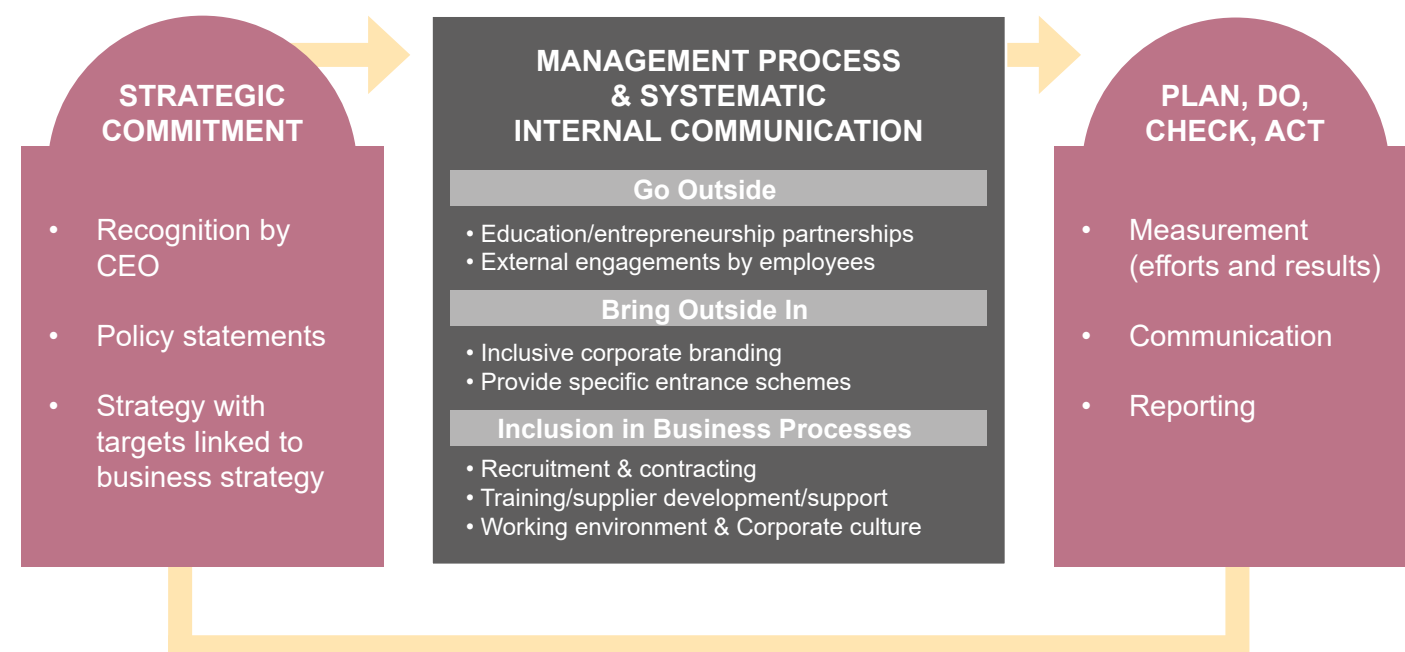 STRATEGIC
COMMITMENT
• Recognition by
CEO
• Policy statements
• Strategy with
targets linked to
business strategy
MANAGEMENT PROCESS
& SYSTEMATIC
INTERNAL COMMUNICATION
Go Outside
• Education/entrepreneurship partnerships
• External engagements by employees
Bring Outside In
• Inclusive corporate branding
• Provide specific entrance schemes
Inclusion in Business Processes
• Recruitment & contracting
• Training/supplier development/support
• Working environment & Corporate culture
PLAN, DO,
CHECK, ACT
• Measurement
(efforts and results)
• Communication
• Reporting